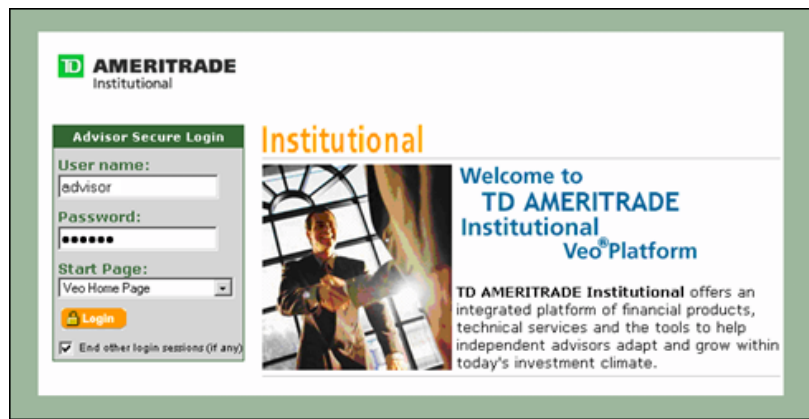 TD AMERITRADE
Institutional
Advisor Secure Login
User name:
advisor
Password:
••••••
Start Page:
Veo Home Page
Login
End other login sessions (if any)
Institutional
Welcome to
TD AMERITRADE
Institutional
Veo® Platform
TD AMERITRADE Institutional offers an
integrated platform of financial products,
technical services and the tools to help
independent advisors adapt and grow within
today's investment climate.